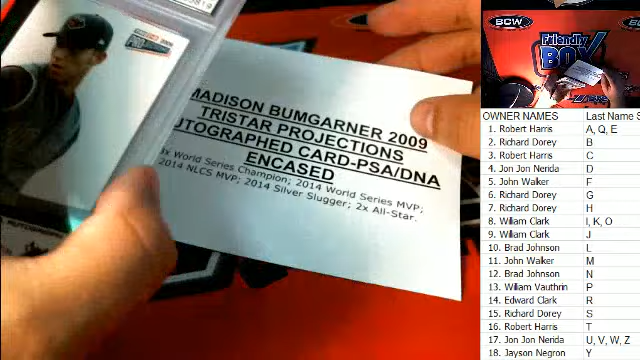 MADISON BUMGARNER 2009
TRISTAR PROJECTIONS
UTOGRAPHED CARD-PSA/DNA
ENCASED
x World Series Champion; 2014 World Series MVP;
2014 NLCS MVP; 2014 Silver Slugger; 2x All-Star.
BCW
BCW
Friendly
BOX
OWNER NAMES Last Name S
1. Robert Harris A, Q, E
2. Richard Dorey B
3. Robert Harris C
4. Jon Jon Nerida D
5. John Walker F
6. Richard Dorey G
7. Richard Dorey H
8. Wiliam Clark I, K, O
9. Wiliam Clark J
10. Brad Johnson L
11. John Walker M
12. Brad Johnson N
13. Wiliam Vauthrin P
14. Edward Clark R
15. Richard Dorey S
16. Robert Harris T
17. Jon Jon Nerida U, V, W, Z
18. Jayson Negron Y